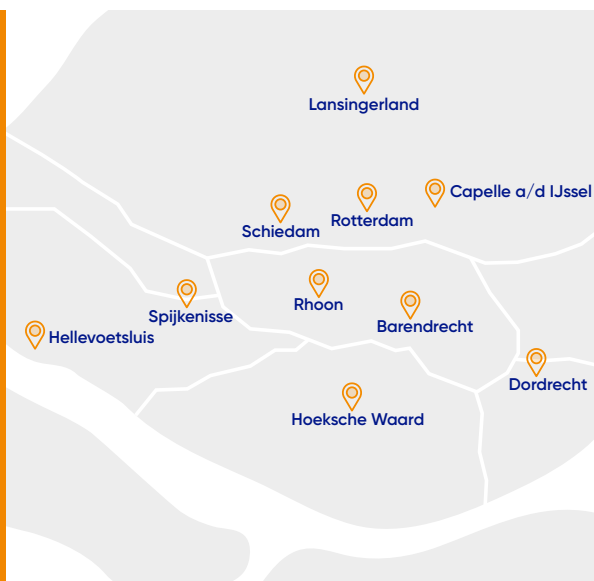 Lansingerland
Capelle a/d IJssel
Rotterdam
Schiedam
Rhoon
Spijkenisse
Barendrecht
Hellevoetsluis
Dordrecht
Hoeksche Waard